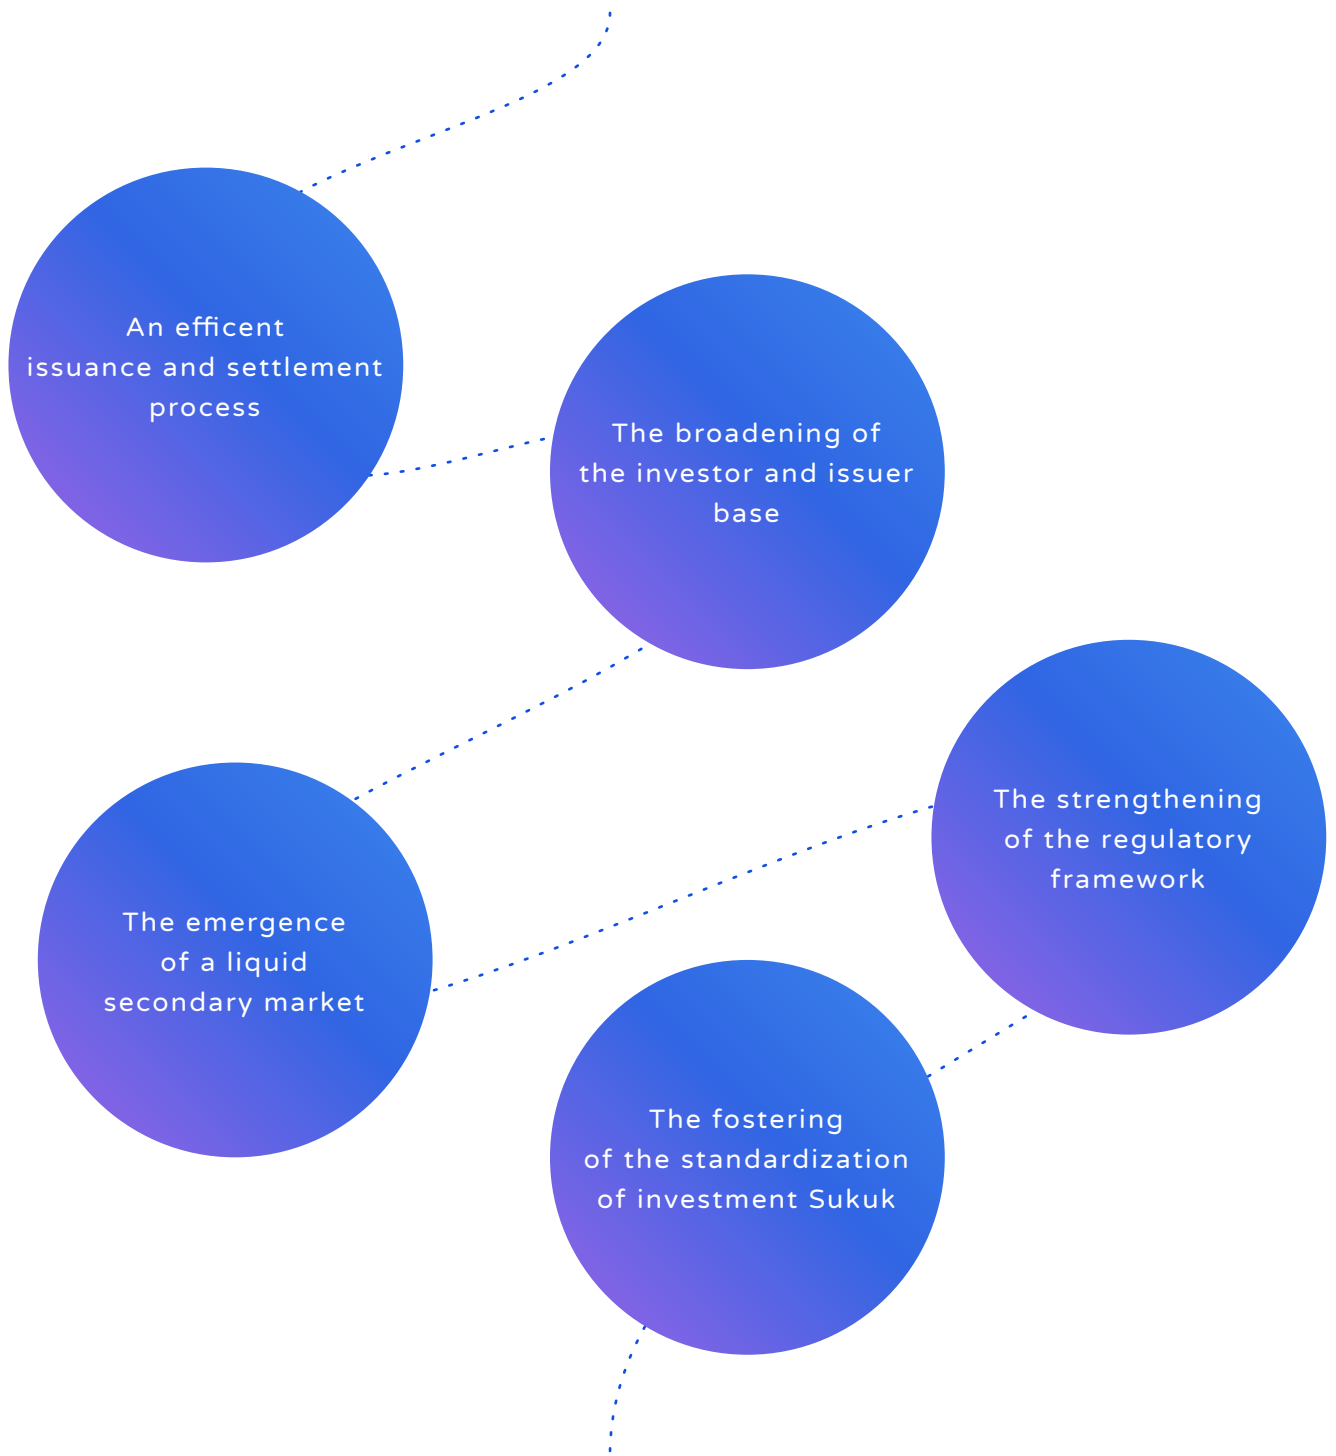 An efficent
issuance and settlement
process
The broadening of
the investor and issuer
base
The emergence
of a liquid
secondary market
The strengthening
of the regulatory
framework
The fostering
of the standardization
of investment Sukuk